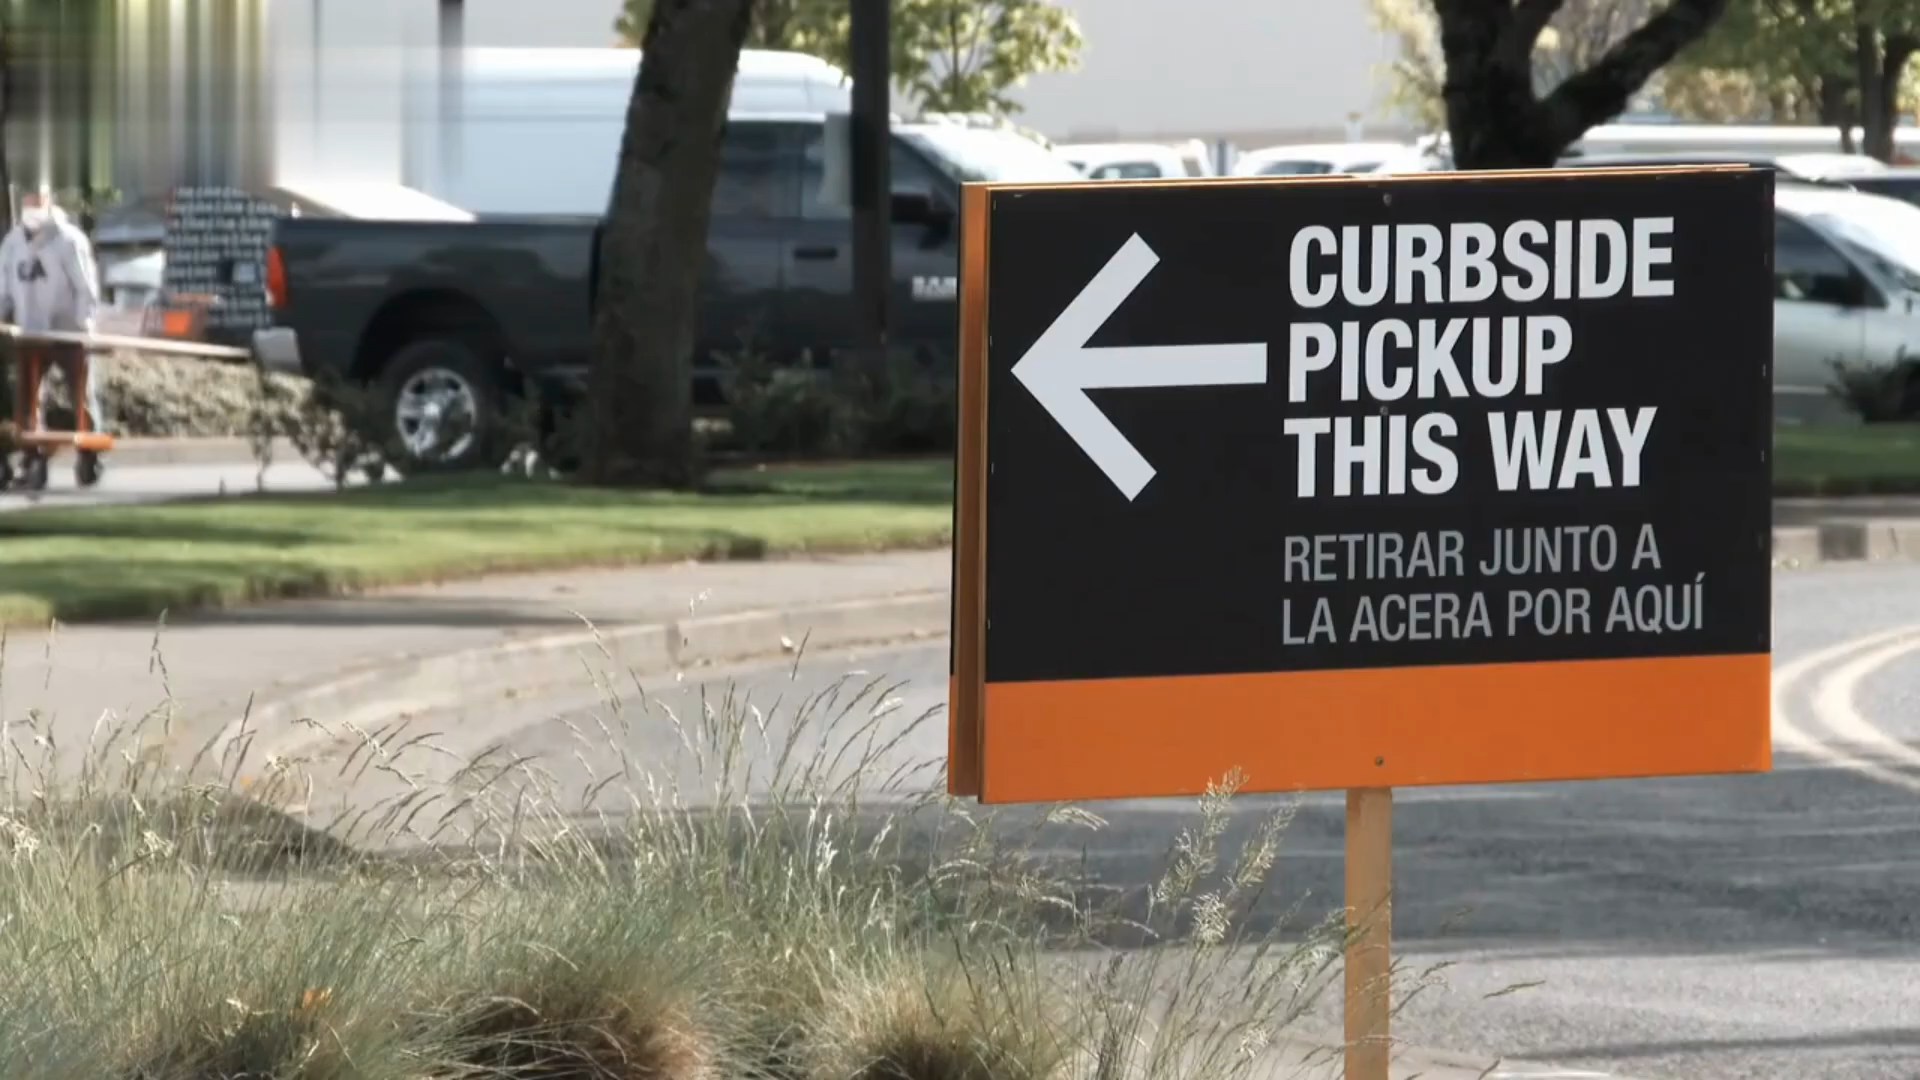 CURBSIDE
PICKUP
THIS WAY
RETIRAR JUNTO A
LA ACERA POR AQUÍ